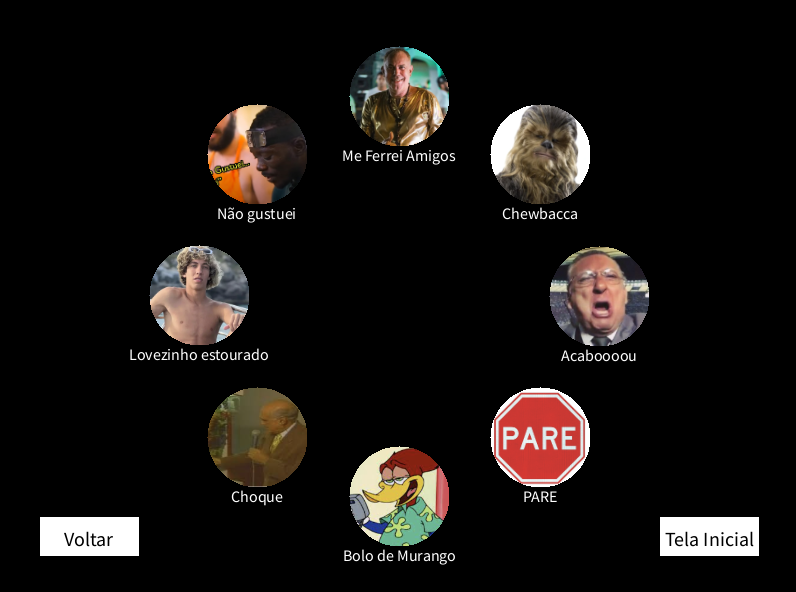 Me Ferrei Amigos
Gustuei...
Não gustuei
Chewbacca
Lovezinho estourado
Acaboooou
Choque
PARE
PARE
Bolo de Murango
Voltar
Tela Inicial